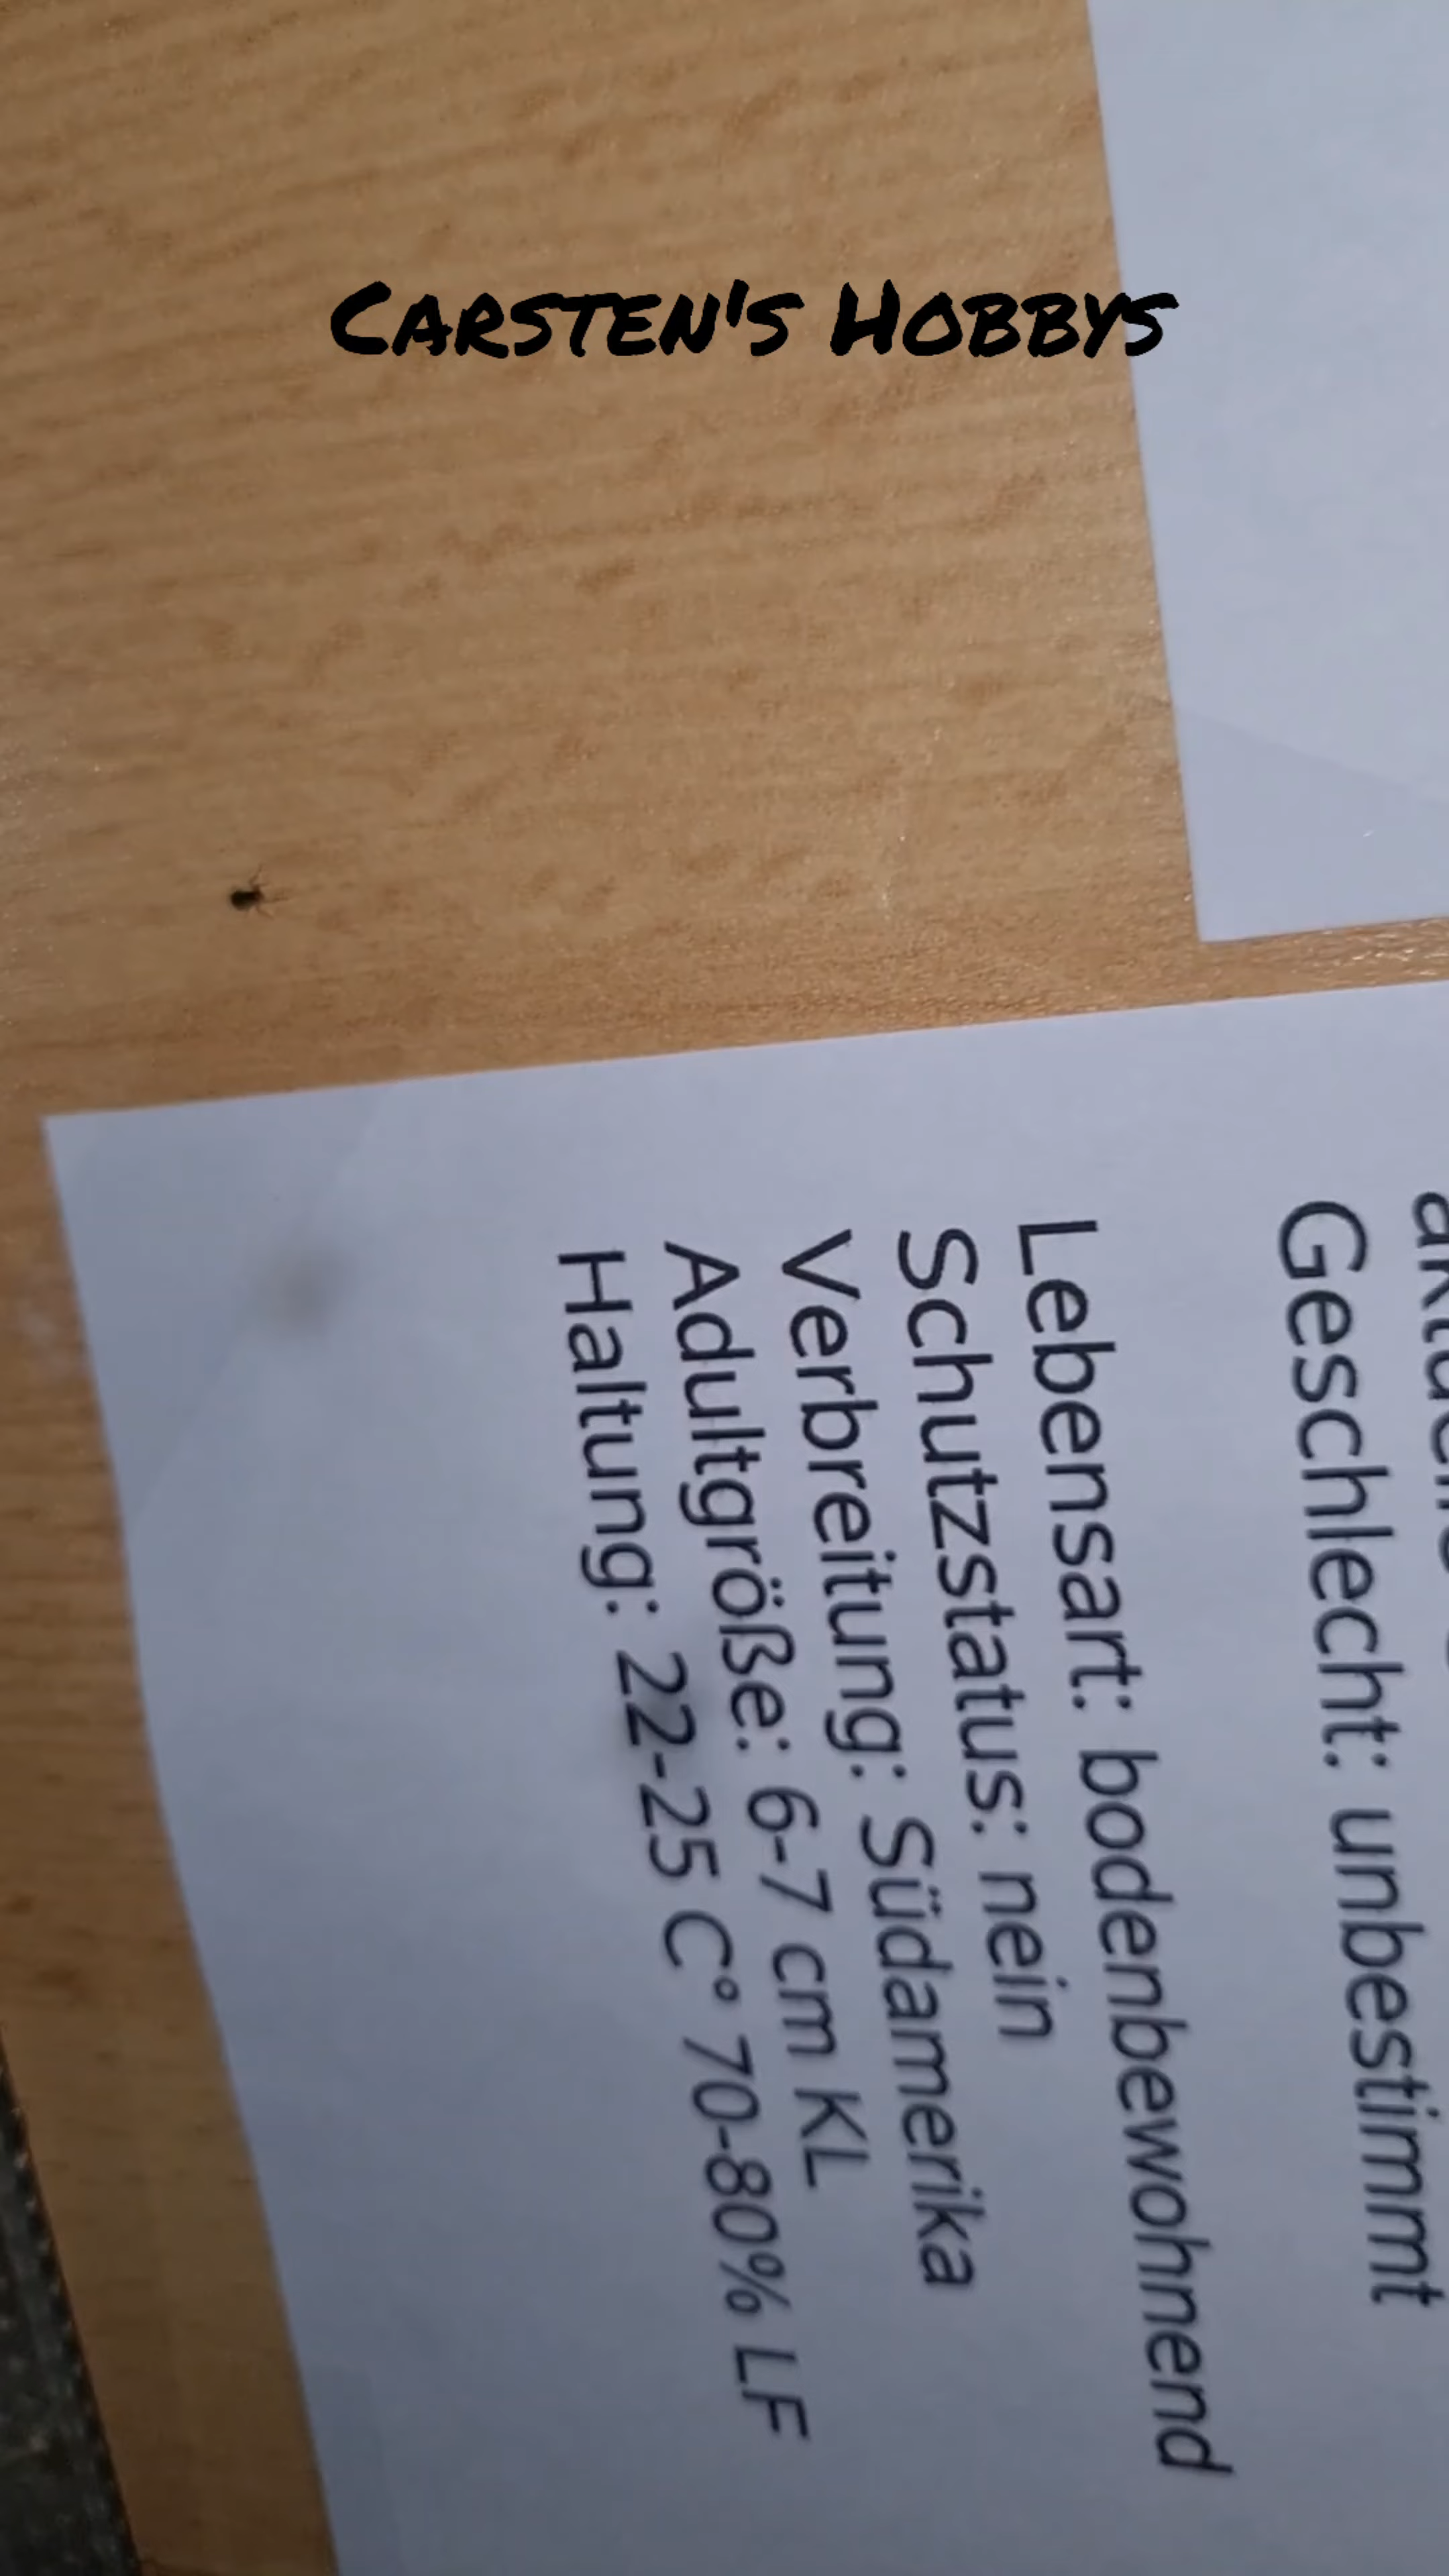 CARSTEN'S HOBBYS
Geschlecht: unbestimmt
Lebensart: bodenbewohnend
Schutzstatus: nein
Verbreitung: Südamerika
Adultgröße: 6-7 cm KL
Haltung: 22-25 C° 70-80% LF